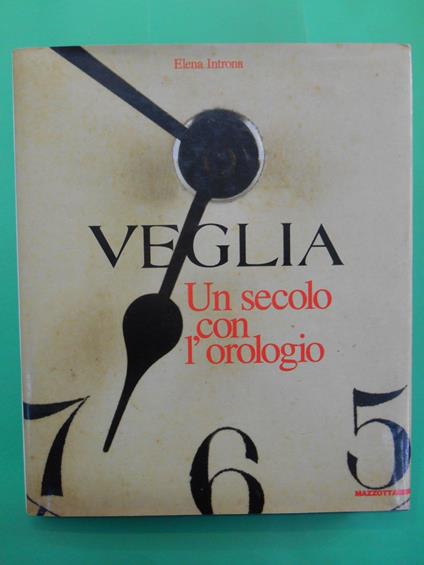 Elena Introna
VEGLIA
Un secolo
con
l'orologio
7 6 5
MAZZOTTA